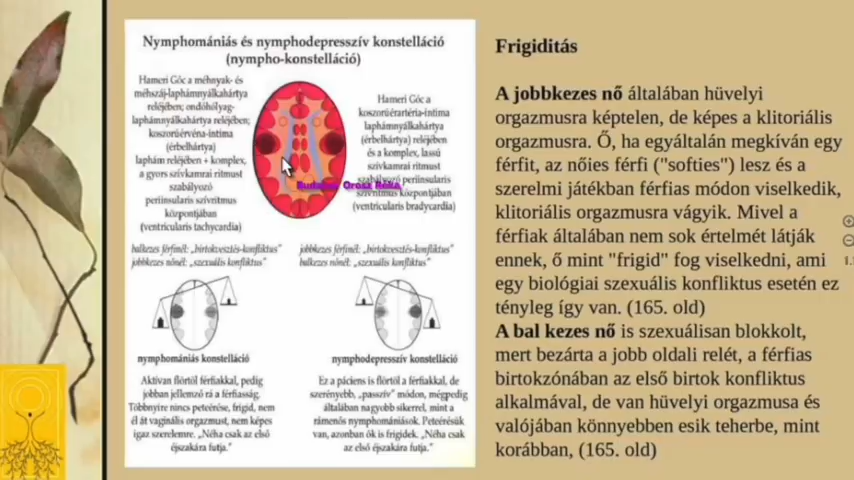 Nymphomániás és nymphodepresszív konstelláció
(nympho-konstelláció)
Hameri Góc a méhnyak- és
méhszáj-laphámnyálkahártya
reléjében; ondóhólyag-
laphámnyálkahártya reléjében;
koszorúérvéna-intima
(érbelhártya)
laphám reléjében + komplex,
a gyors szívkamrai ritmust
szabályozó
periinsularis szívritmus
központjában
(ventricularis tachycardia)
Hameri Góc a
koszorúérartéria-intima
laphámnyálkahártya
(érbelhártya) reléjében
és a komplex, lassú
szívkamrai ritmust
szabályozó periinsularis
szívritmus központjában
(ventricularis bradycardia)
Orosz Réka
balkezes férfinél: „birtokvesztés-konfliktus"
jobbkezes nőnél: „szexuális konfliktus"
jobbkezes férfinél: „birtokvesztés-konfliktus"
balkezes nőnél: „szexuális konfliktus"
nymphomániás konstelláció
nymphodepresszív konstelláció
Aktívan flörtöl férfiakkal, pedig
jobban jellemző rá a férfiasság.
Többnyire nincs peteérése, frigid, nem
él át vaginális orgazmust, nem képes
igaz szerelemre. „Néha csak az első
éjszakára futja."
Ez a páciens is flörtöl a férfiakkal, de
szerényebb, „passzív" módon, mégpedig
általában nagyobb sikerrel, mint a
rámenős nymphomániások. Peteérésük
van, azonban ők is frigidek. „Néha csak
az első éjszakára futja."
Frigiditás
A jobbkezes nő általában hüvelyi
orgazmusra képtelen, de képes a klitoriális
orgazmusra. Ő, ha egyáltalán megkíván egy
férfit, az nőies férfi ("softies") lesz és a
szerelmi játékban férfias módon viselkedik,
klitoriális orgazmusra vágyik. Mivel a
férfiak általában nem sok értelmét látják
ennek, ő mint "frigid" fog viselkedni, ami
egy biológiai szexuális konfliktus esetén ez
tényleg így van. (165. old)
A bal kezes nő is szexuálisan blokkolt,
mert bezárta a jobb oldali relét, a férfias
birtokzónában az első birtok konfliktus
alkalmával, de van hüvelyi orgazmusa és
valójában könnyebben esik teherbe, mint
korábban, (165. old)